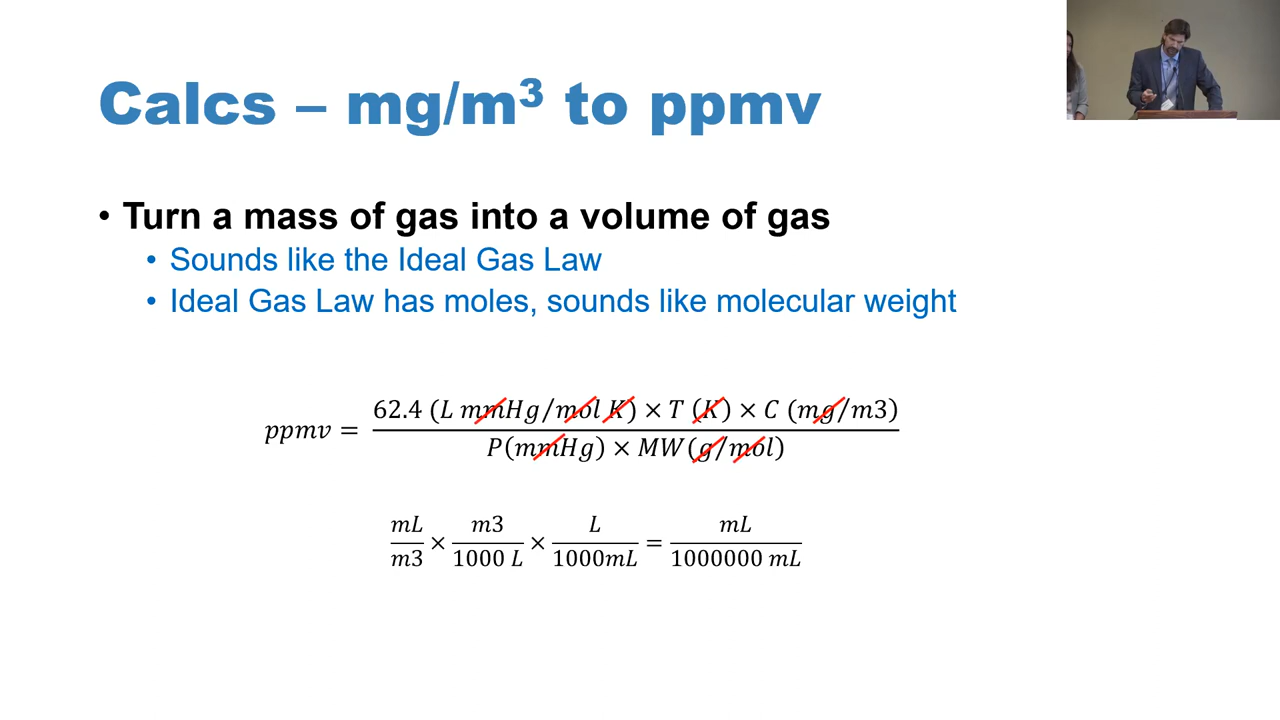 Calcs – mg/m³ to ppmv
• Turn a mass of gas into a volume of gas
• Sounds like the Ideal Gas Law
• Ideal Gas Law has moles, sounds like molecular weight
62.4 (L mmHg/mol K) × T (K) × C (mg/m3)
ppmv =
P(mmHg) × MW(g/mol)
mL/m3 × m3/1000 L × L/1000mL = mL/1000000 mL